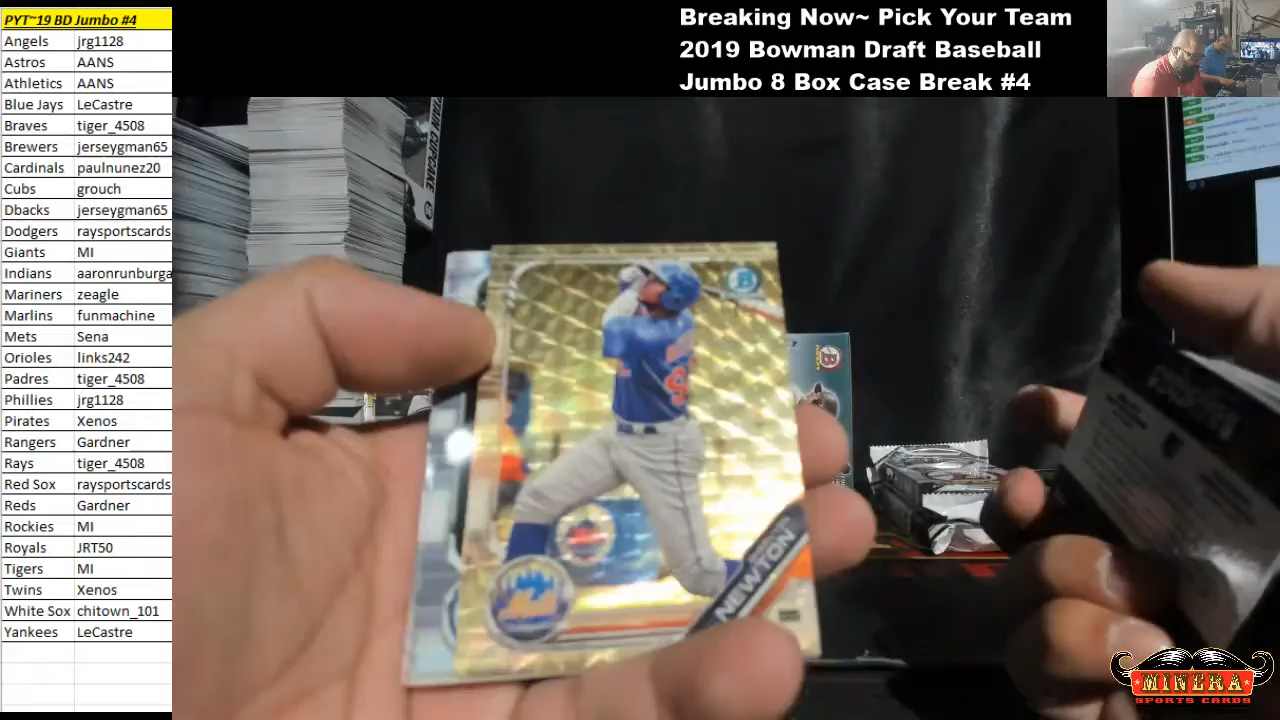 PYT~19 BD Jumbo #4
Angels jrg1128
Astros AANS
Athletics AANS
Blue Jays LeCastre
Braves tiger_4508
Brewers jerseygman65
Cardinals paulnunez20
Cubs grouch
Dbacks jerseygman65
Dodgers raysportscards
Giants MI
Indians aaronrunburga
Mariners zeagle
Marlins funmachine
Mets Sena
Orioles links242
Padres tiger_4508
Phillies jrg1128
Pirates Xenos
Rangers Gardner
Rays tiger_4508
Red Sox raysportscards
Reds Gardner
Rockies MI
Royals JRT50
Tigers MI
Twins Xenos
White Sox chitown_101
Yankees LeCastre
Breaking Now~ Pick Your Team
2019 Bowman Draft Baseball
Jumbo 8 Box Case Break #4
B
NEWTON
Mets
B
MINERA
SPORTS CARDS